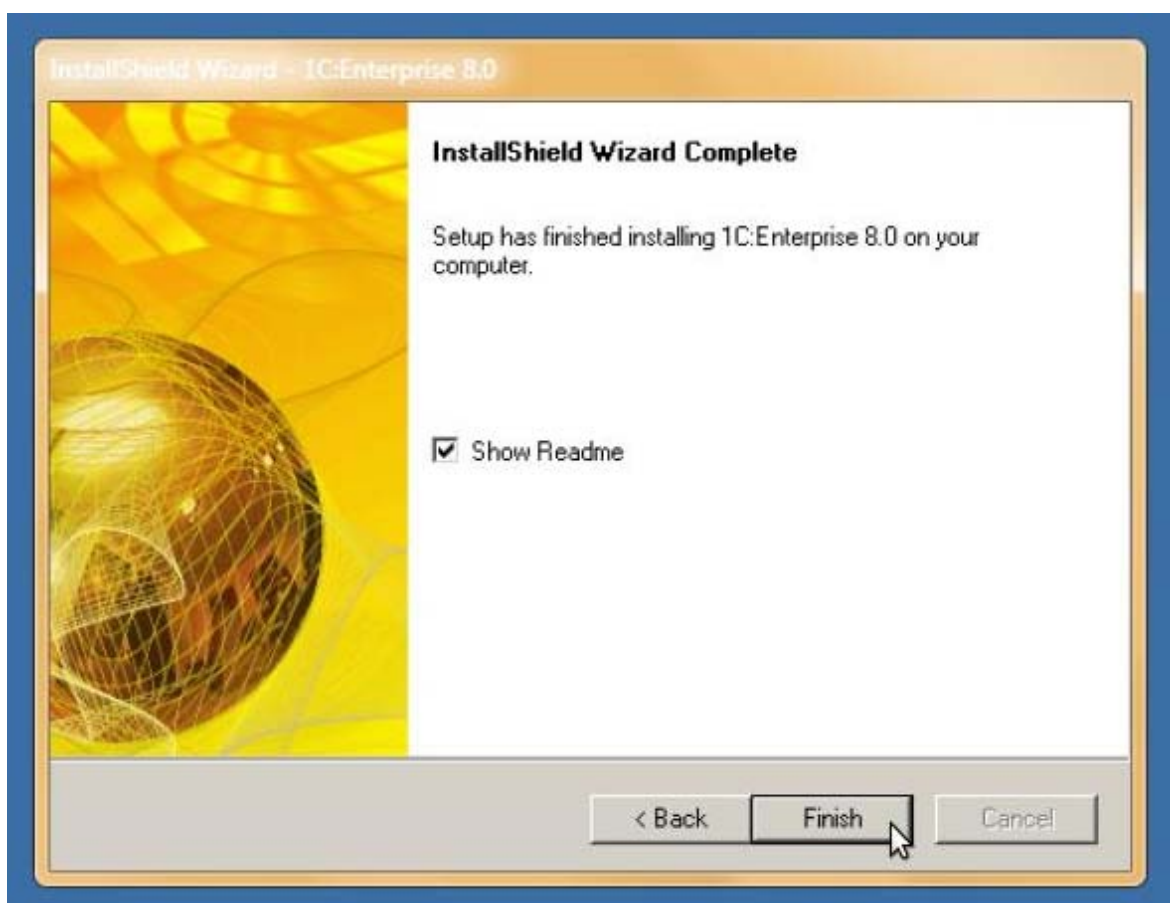 InstallShield Wizard - 1C:Enterprise 8.0
InstallShield Wizard Complete
Setup has finished installing 1C:Enterprise 8.0 on your
computer.
Show Readme
< Back
Finish
Cancel